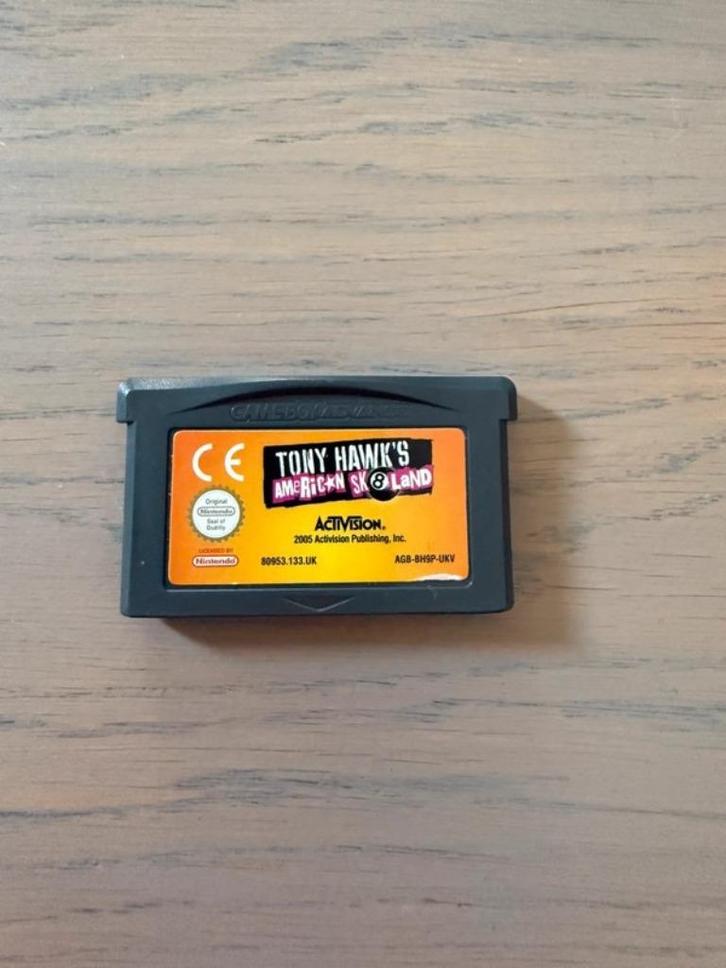 GAME BOY ADVANCE
CE
TONY HAWK'S
AMeRICAN SK8LaND
Original
Nintendo
Seal of
Quality
ACTIVISION®
2005 Activision Publishing, Inc.
LICENSED BY
Nintendo
80953.133.UK
AGB-BH9P-UKV